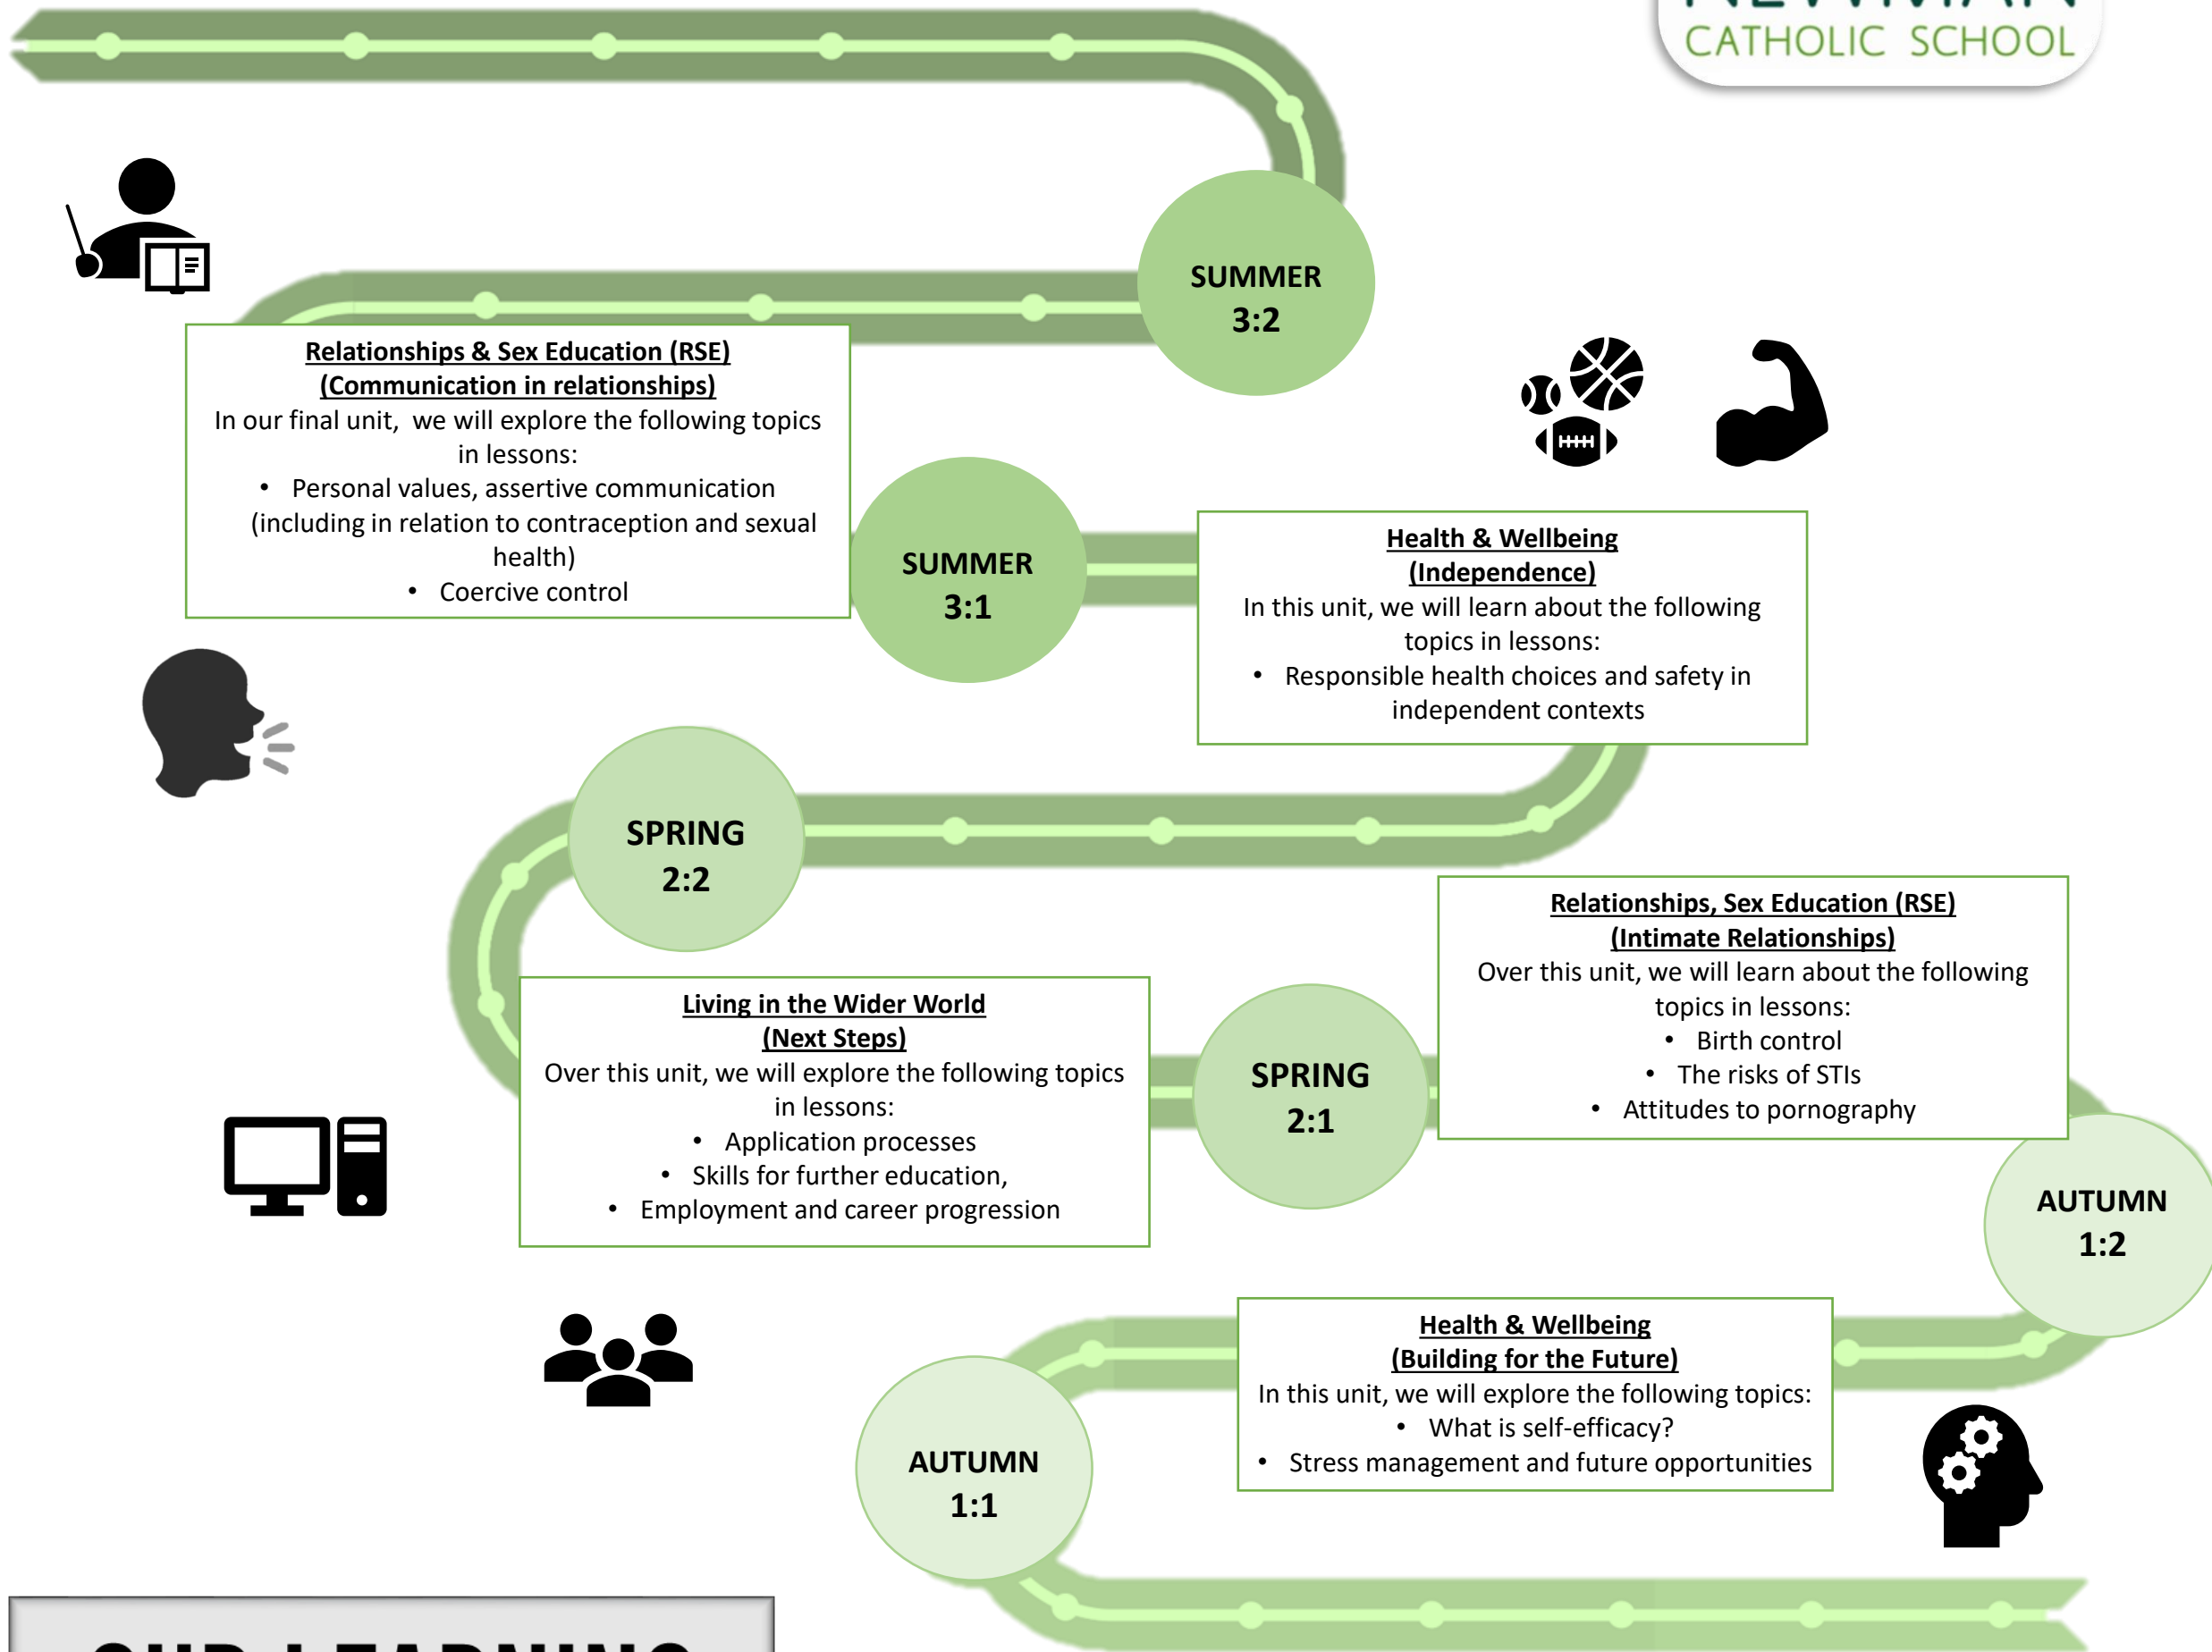 NEWMAN
CATHOLIC SCHOOL
SUMMER
3:2
Relationships & Sex Education (RSE)
(Communication in relationships)
In our final unit, we will explore the following topics
in lessons:
• Personal values, assertive communication
(including in relation to contraception and sexual
health)
• Coercive control
SUMMER
3:1
Health & Wellbeing
(Independence)
In this unit, we will learn about the following
topics in lessons:
• Responsible health choices and safety in
independent contexts
SPRING
2:2
Relationships, Sex Education (RSE)
(Intimate Relationships)
Over this unit, we will learn about the following
topics in lessons:
• Birth control
• The risks of STIs
• Attitudes to pornography
Living in the Wider World
(Next Steps)
Over this unit, we will explore the following topics
in lessons:
• Application processes
• Skills for further education,
• Employment and career progression
SPRING
2:1
AUTUMN
1:2
Health & Wellbeing
(Building for the Future)
In this unit, we will explore the following topics:
• What is self-efficacy?
• Stress management and future opportunities
AUTUMN
1:1
OUR LEARNING